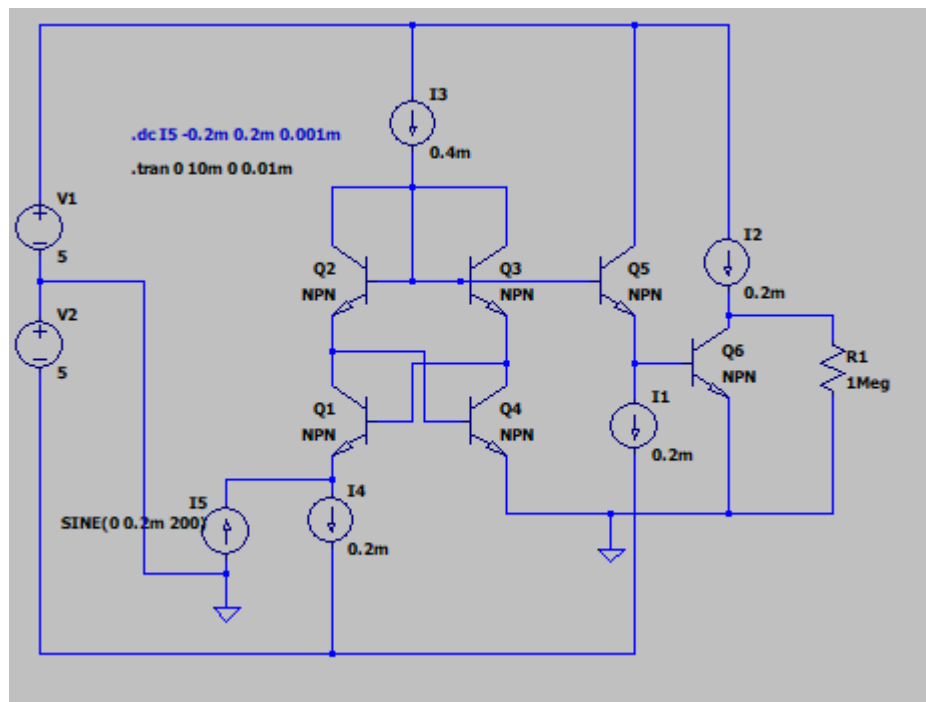 I3
.dc I5 -0.2m 0.2m 0.001m
0.4m
.tran 0 10m 0 0.01m
V1
5
I2
Q2
NPN
Q3
NPN
Q5
NPN
0.2m
V2
5
Q6
NPN
R1
1Meg
Q1
NPN
Q4
NPN
I1
0.2m
I5
SINE(0 0.2m 200)
I4
0.2m